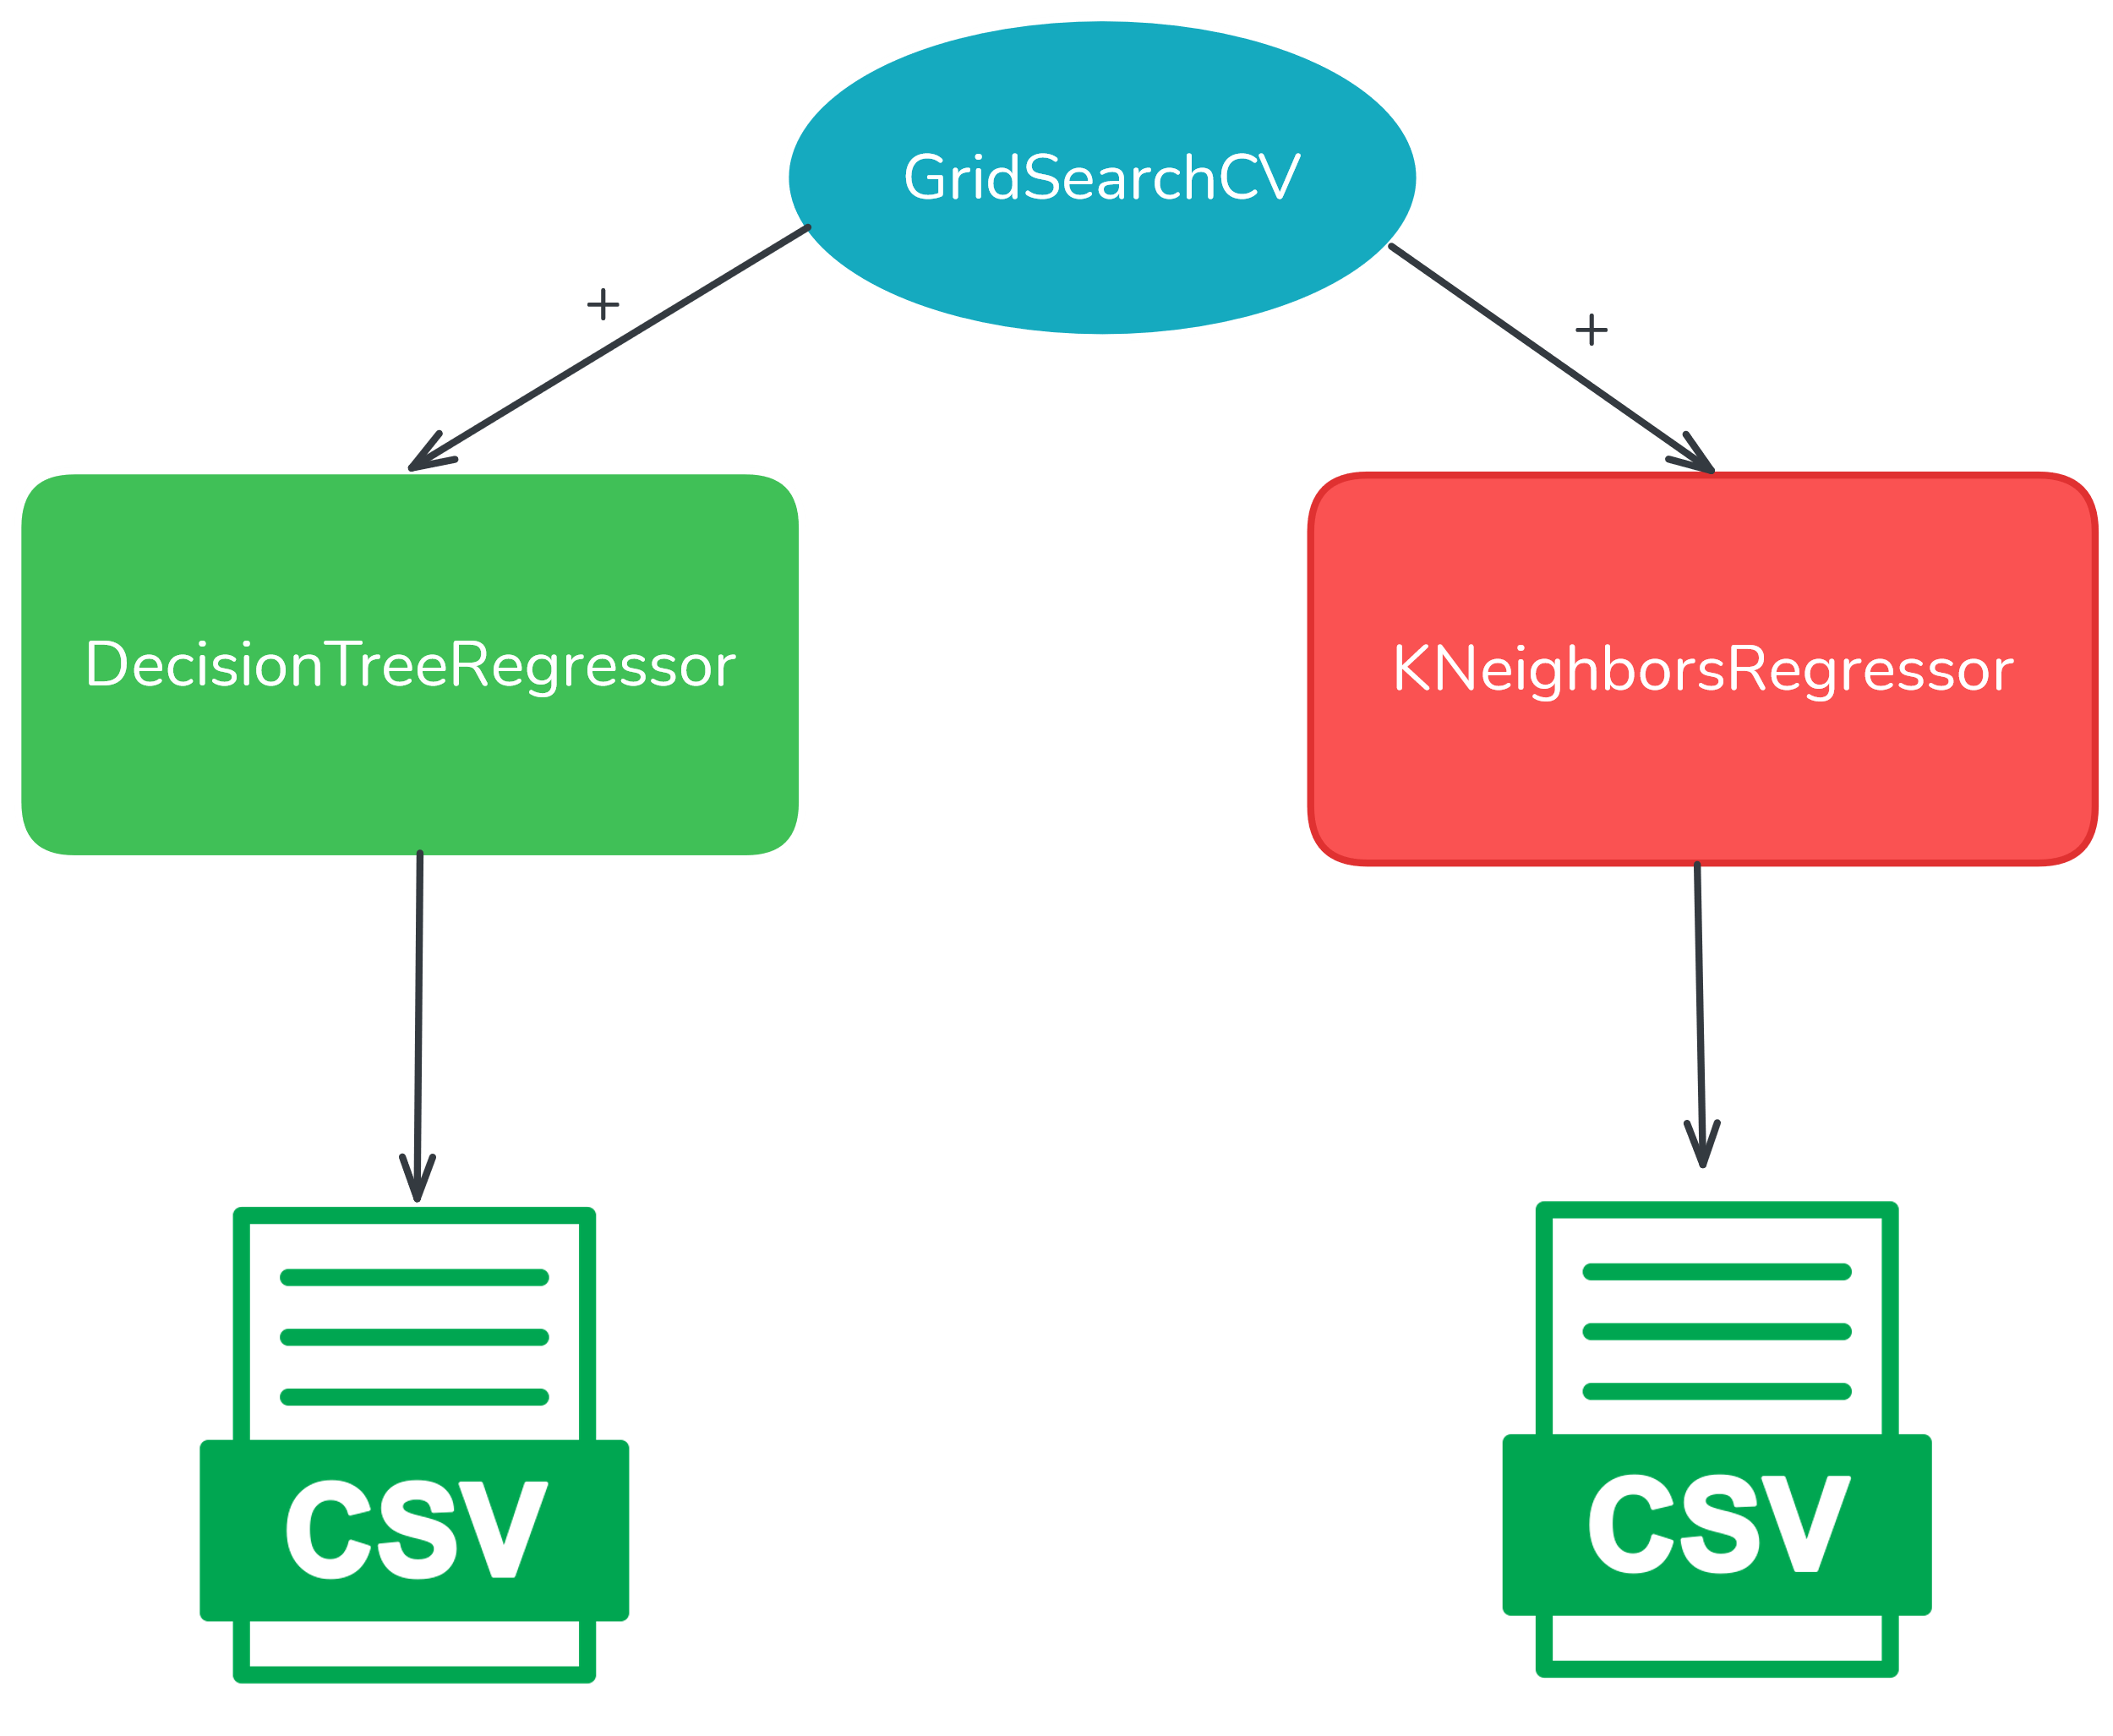 GridSearchCV
+
+
DecisionTreeRegressor
KNeighborsRegressor
CSV
CSV